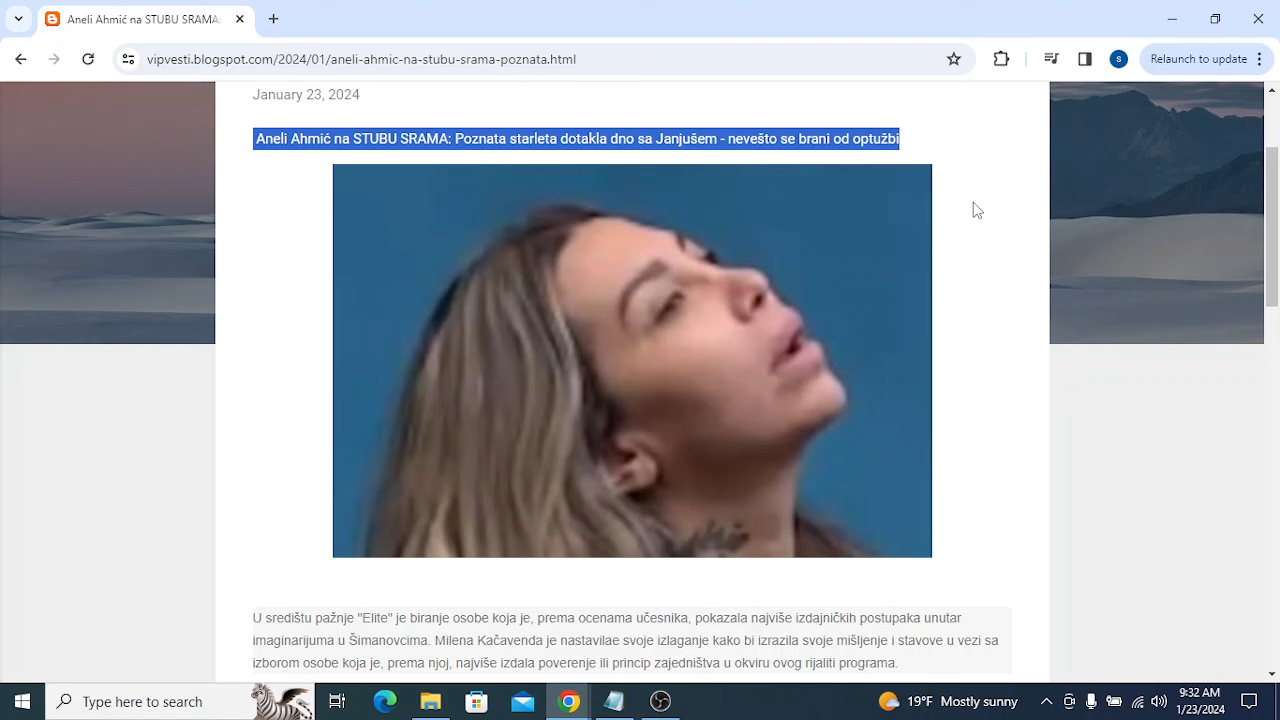 Aneli Ahmić na STUBU SRAMA:
vipvesti.blogspot.com/2024/01/aneli-ahmic-na-stubu-srama-poznata.html
S
Relaunch to update
January 23, 2024
Aneli Ahmić na STUBU SRAMA: Poznata starleta dotakla dno sa Janjušem - nevešto se brani od optužbi
U središtu pažnje "Elite" je biranje osobe koja je, prema ocenama učesnika, pokazala najviše izdajničkih postupaka unutar
imaginarijuma u Šimanovcima. Milena Kačavenda je nastavilae svoje izlaganje kako bi izrazila svoje mišljenje i stavove u vezi sa
izborom osobe koja je, prema njoj, najviše izdala poverenje ili princip zajedništva u okviru ovog rijaliti programa.
Type here to search
19°F Mostly sunny
9:32 AM
1/23/2024